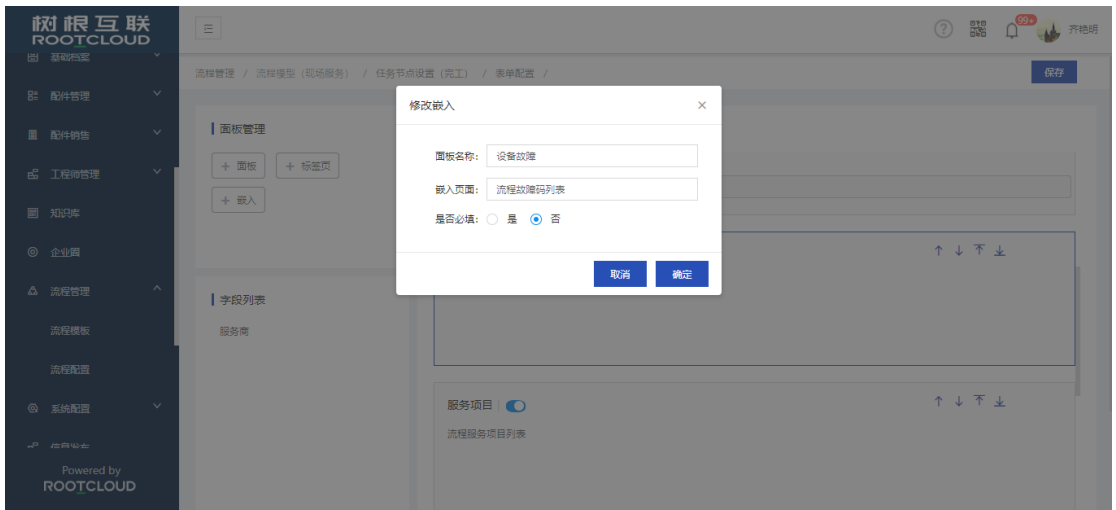 树根互联
ROOTCLOUD
99+
齐艳明
基础档案
配件管理
配件销售
工程师管理
知识库
企业圈
流程管理
流程模板
流程配置
系统配置
信息发布
Powered by
ROOTCLOUD
流程管理 / 流程模型（现场服务） / 任务节点设置（完工） / 表单配置 /
保存
面板管理
+ 面板
+ 标签页
+ 嵌入
字段列表
服务商
修改嵌入
面板名称: 设备故障
嵌入页面: 流程故障码列表
是否必填: 是 否
取消
确定
服务项目
流程服务项目列表